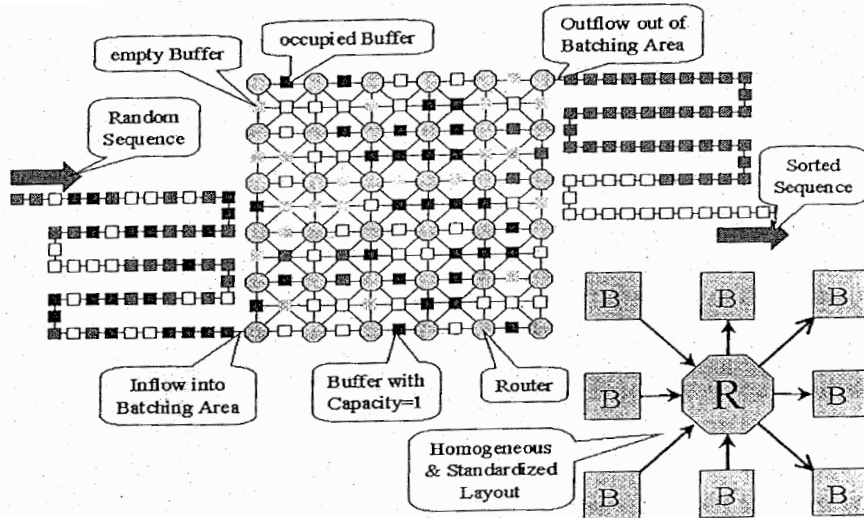 empty Buffer
occupied Buffer
Outflow out of
Batching Area
Random
Sequence
Sorted
Sequence
Inflow into
Batching Area
Buffer with
Capacity=1
Router
Homogeneous
& Standardized
Layout
B
B
B
B
R
B
B
B
B